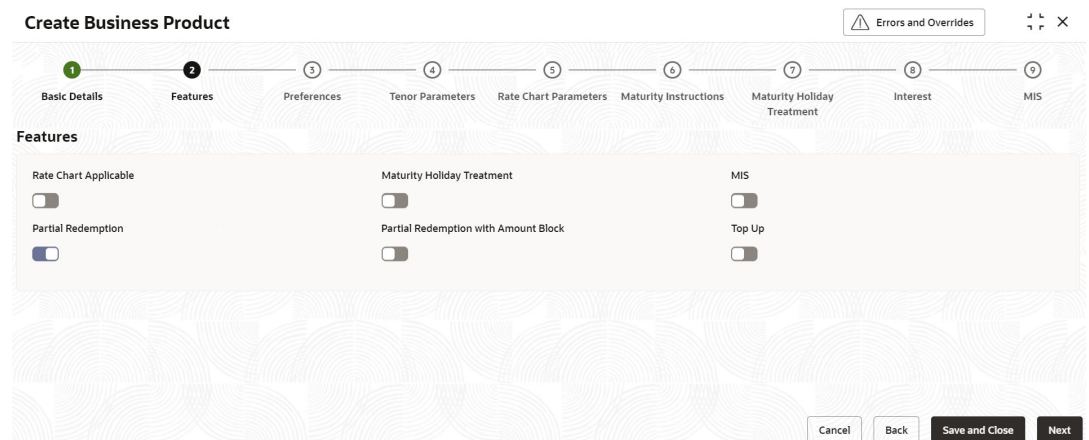 Create Business Product
Errors and Overrides
1 2 3 4 5 6 7 8 9
Basic Details Features Preferences Tenor Parameters Rate Chart Parameters Maturity Instructions Maturity Holiday Interest MIS
Treatment
Features
Rate Chart Applicable Maturity Holiday Treatment MIS
Partial Redemption Partial Redemption with Amount Block Top Up
Cancel Back Save and Close Next